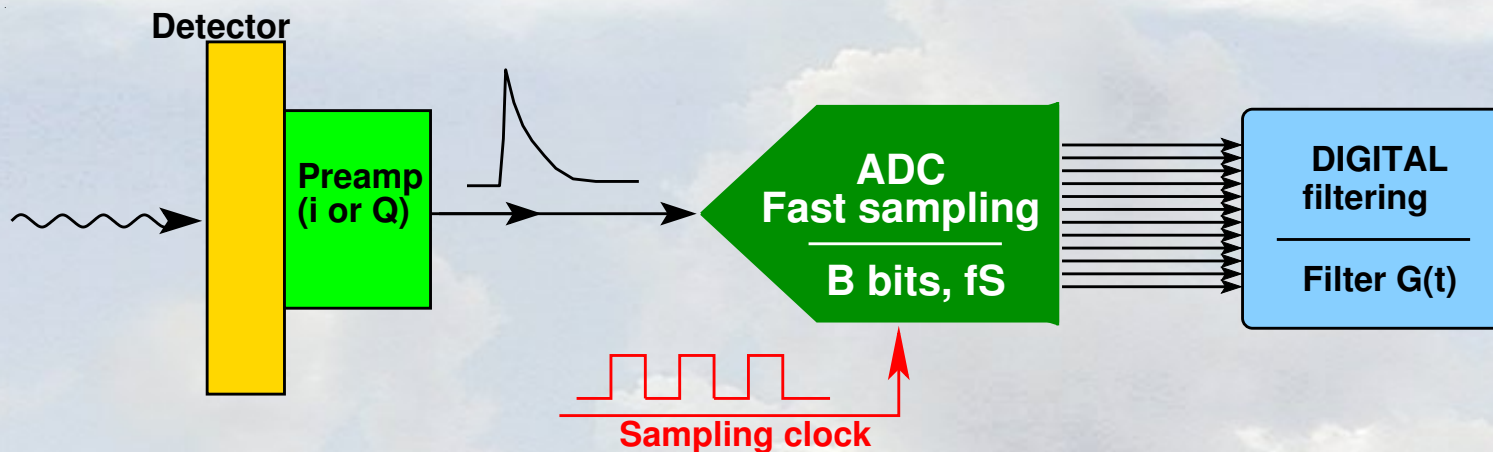 Detector
Preamp
(i or Q)
ADC
Fast sampling
B bits, fS
DIGITAL
filtering
Filter G(t)
Sampling clock